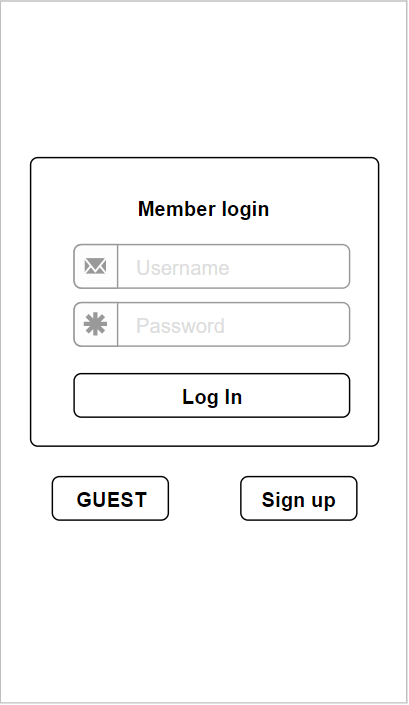 Member login
Username
Password
Log In
GUEST
Sign up